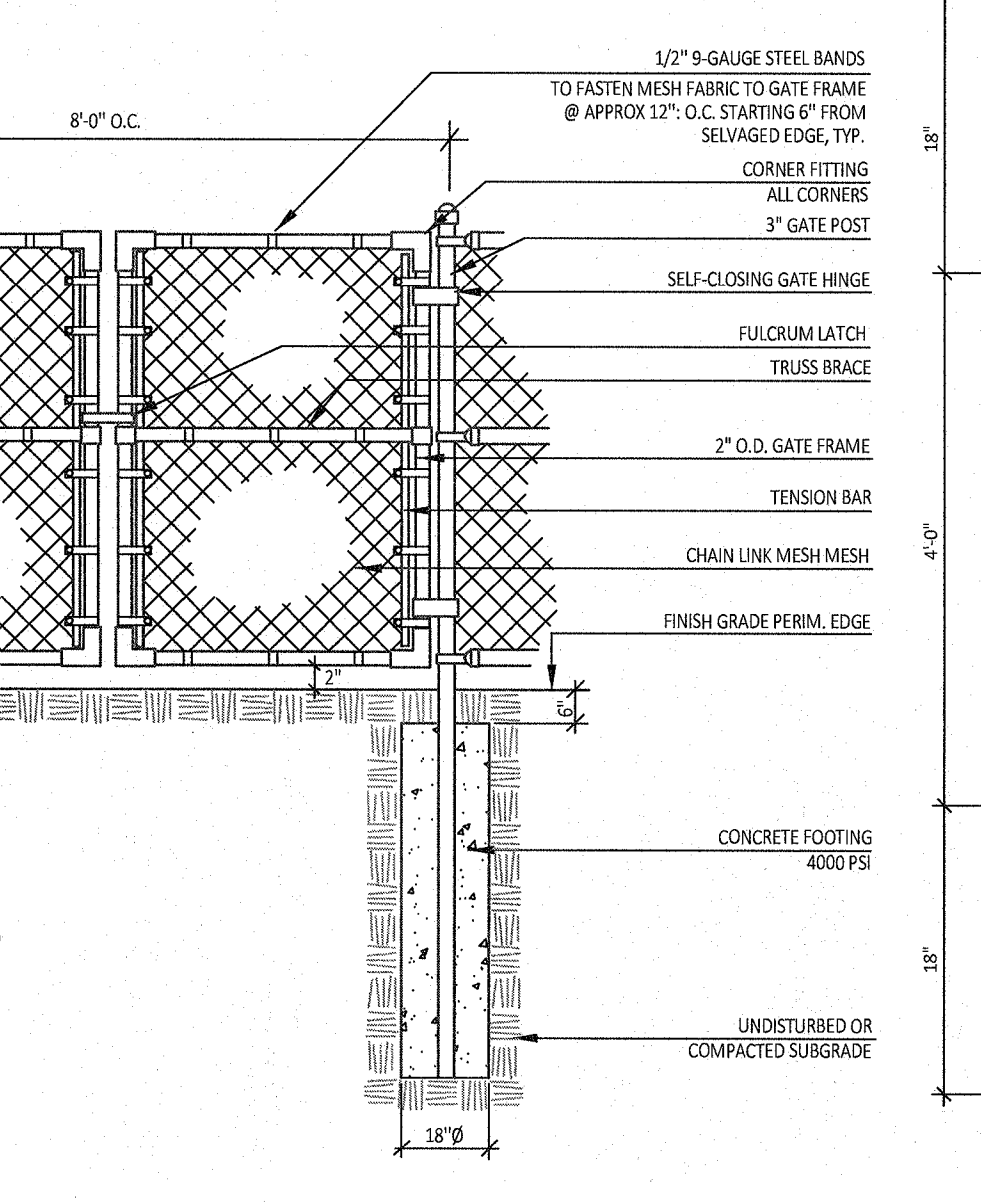 1/2" 9-GAUGE STEEL BANDS
TO FASTEN MESH FABRIC TO GATE FRAME
@ APPROX 12": O.C. STARTING 6" FROM
SELVAGED EDGE, TYP.
8'-0" O.C.
18"
CORNER FITTING
ALL CORNERS
3" GATE POST
SELF-CLOSING GATE HINGE
FULCRUM LATCH
TRUSS BRACE
2" O.D. GATE FRAME
TENSION BAR
4'-0"
CHAIN LINK MESH MESH
FINISH GRADE PERIM. EDGE
2"
6"
CONCRETE FOOTING
4000 PSI
18"
UNDISTURBED OR
COMPACTED SUBGRADE
18"Ø